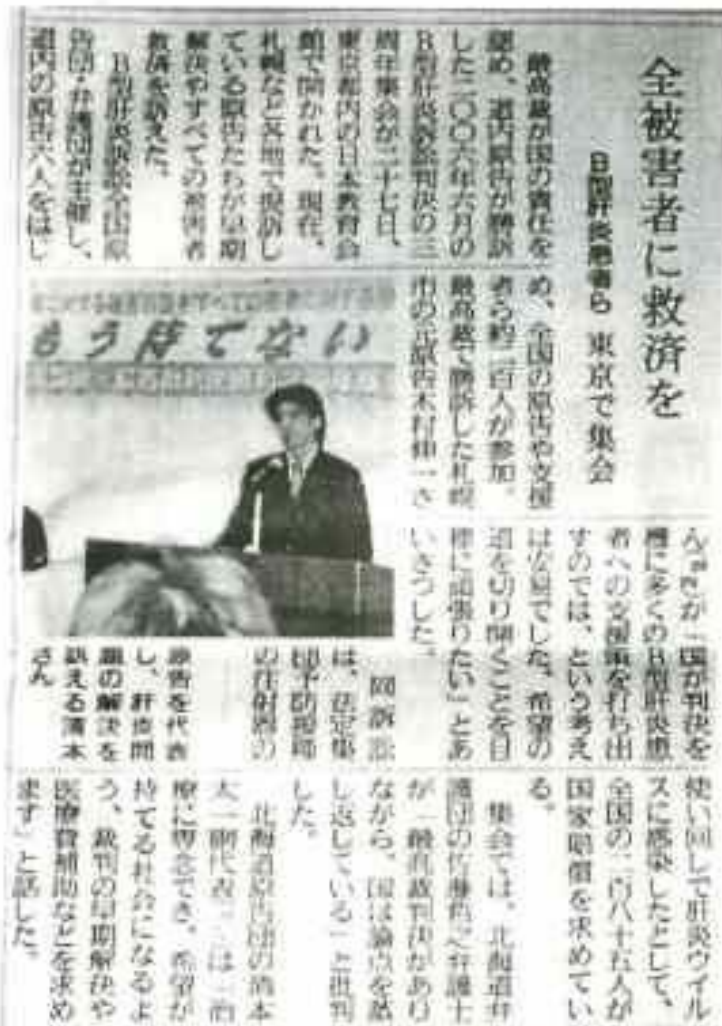 全被害者に救済を
B型肝炎患者ら 東京で集会
最高裁が国の責任を
認め、道内原告が勝訴
した二〇〇六年六月の
B型肝炎訴訟判決の三
周年集会が二十七日、
東京都内の日本教育会
館で開かれた。現在、
札幌など各地で提訴し
ている原告たちが早期
解決やすべての被害者
救済を訴えた。
B型肝炎訴訟全国原
告団・弁護団が主催し、
道内の原告六人をはじ
め、全国の原告や支援
者ら約二百人が参加。
最高裁で勝訴した札幌
市の元原告木村伸一さ
もう待てない
ん が「国が判決を
機に多くのB型肝炎患
者への支援策を打ち出
すのでは、という考え
は安易でした。希望の
道を切り開くことを目
標に頑張りたい」とあ
いさつした。
同訴訟
は、法定集
団予防接種
の注射器の
原告を代表
し、肝炎問
題の解決を
訴える清本
さん
使い回しで肝炎ウイル
スに感染したとして、
全国の二百八十五人が
国家賠償を求めてい
る。
集会では、北海道弁
護団の佐藤哲之弁護士
が「最高裁判決があり
ながら、国は論点を蒸
し返している」と批判
した。
北海道原告団の清本
太一副代表 は「治
療に専念でき、希望が
持てる社会になるよ
う、裁判の早期解決や
医療費補助などを求め
ます」と話した。